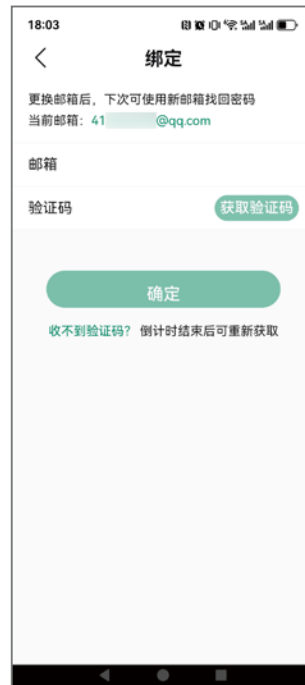 18:03
绑定
更换邮箱后，下次可使用新邮箱找回密码
当前邮箱：41 @qq.com
邮箱
验证码 获取验证码
确定
收不到验证码？ 倒计时结束后可重新获取